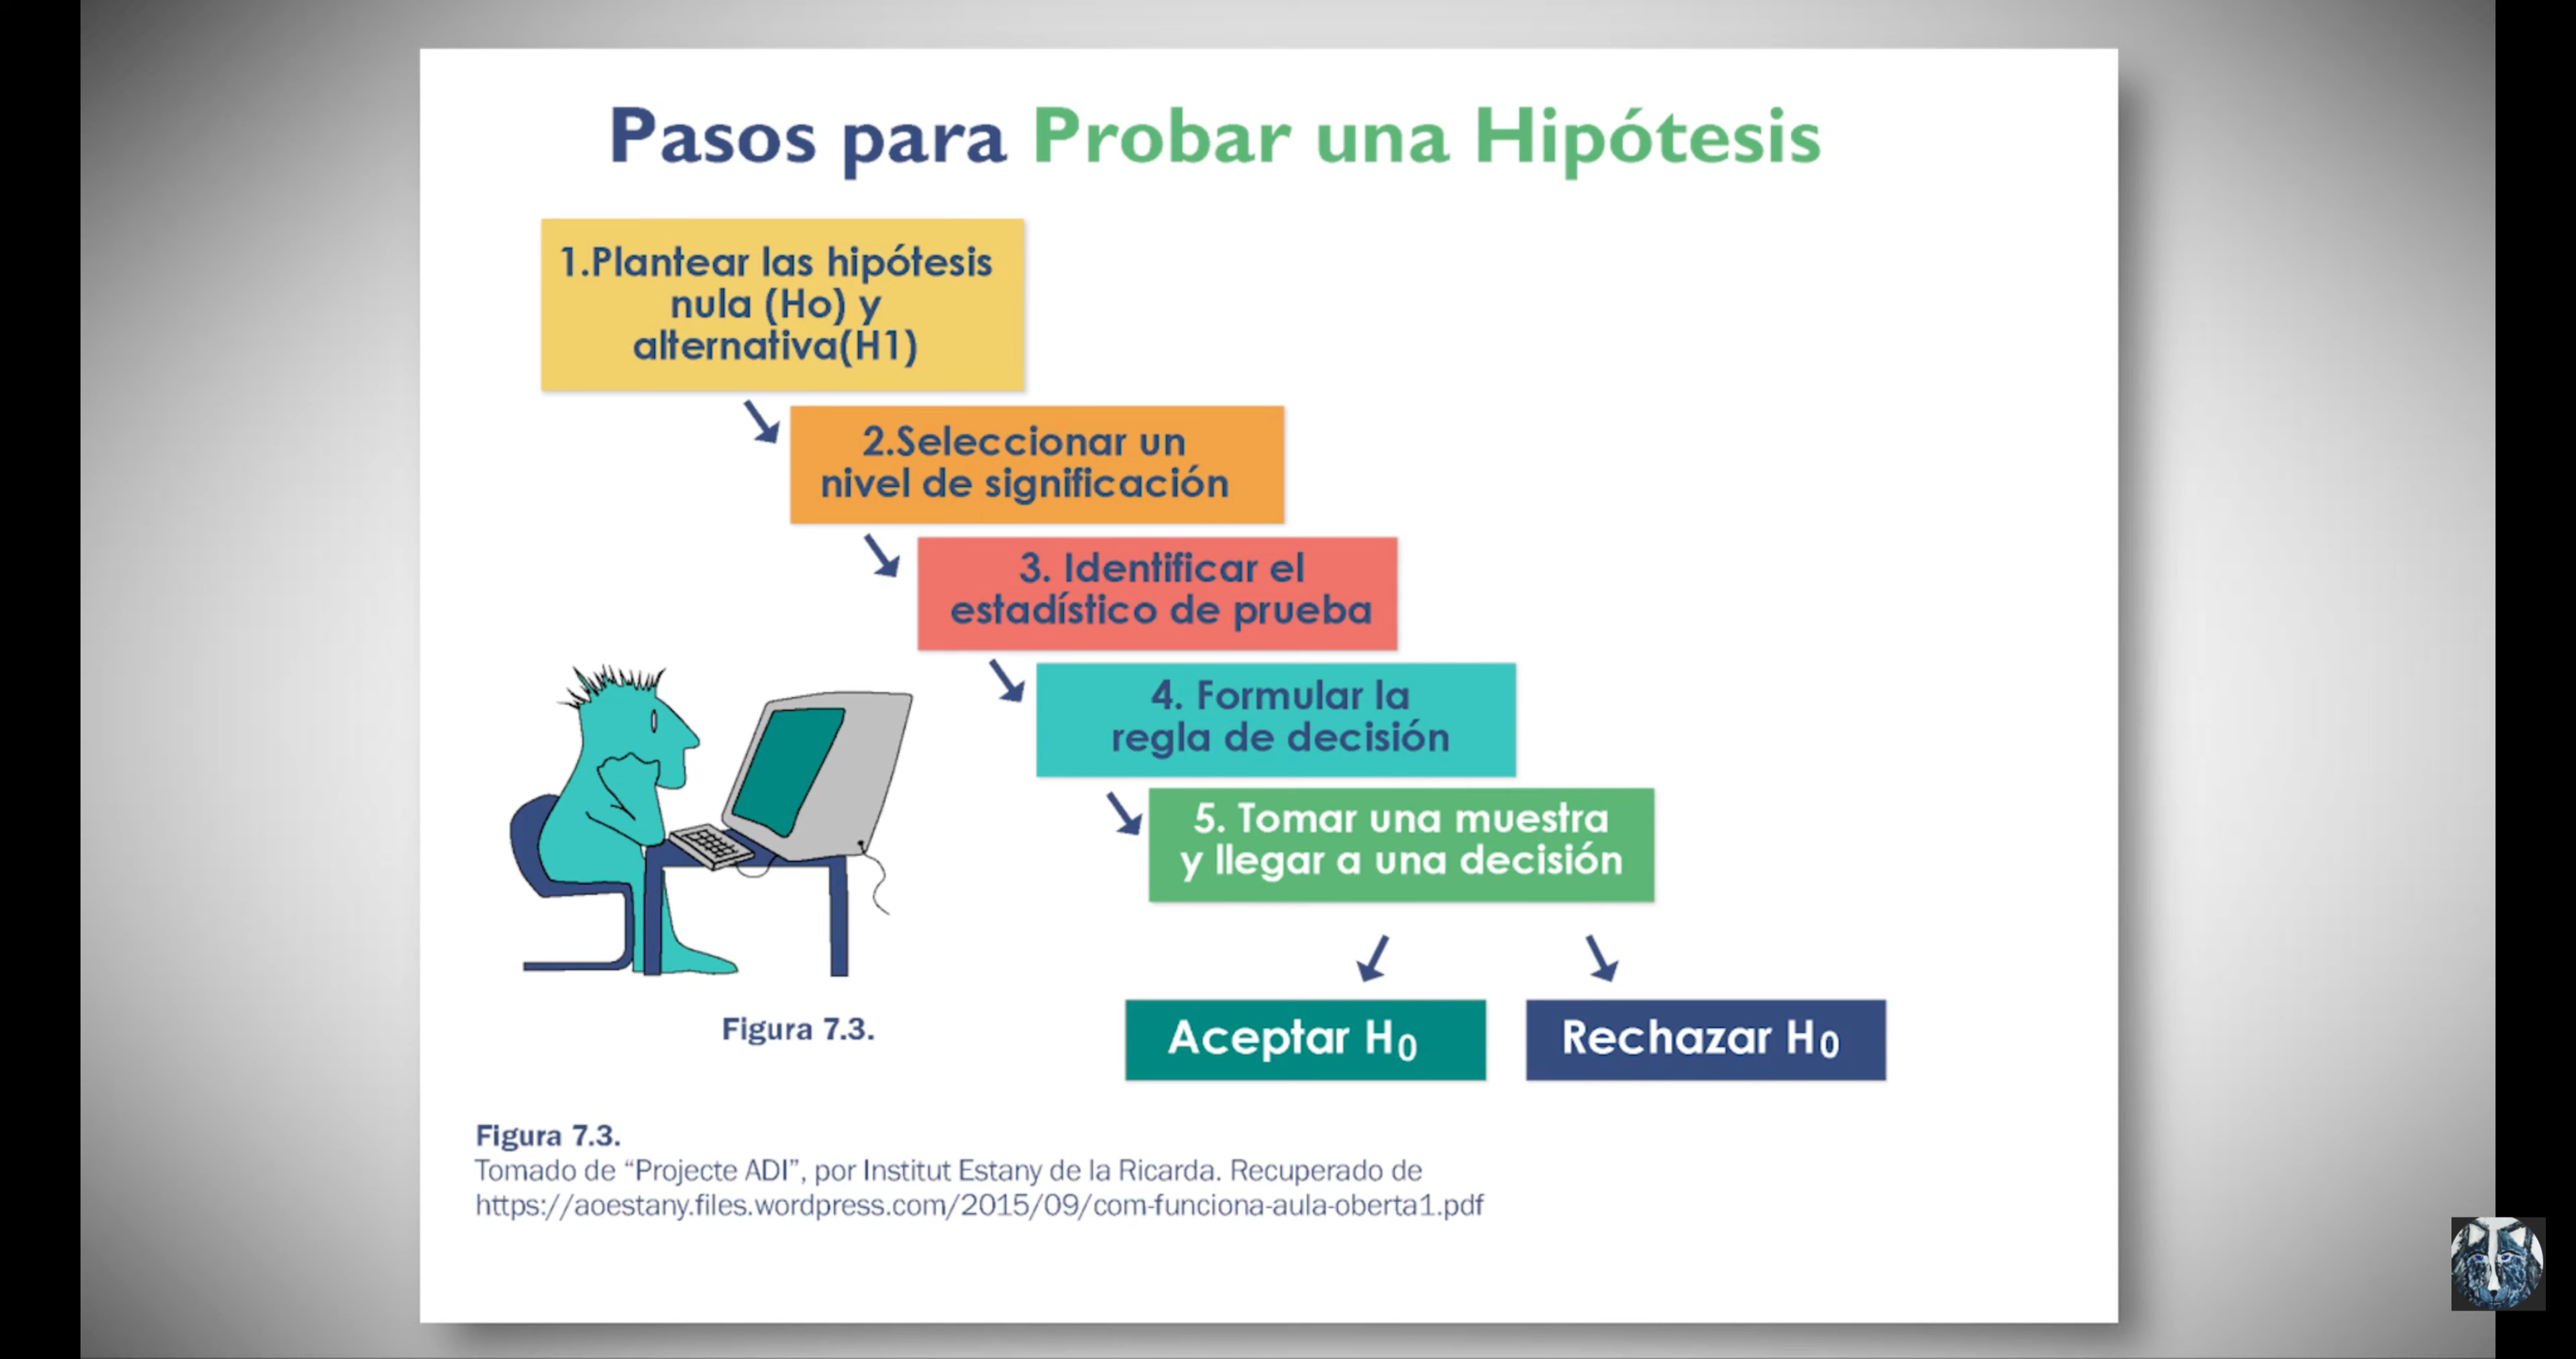 Pasos para Probar una Hipótesis
1.Plantear las hipótesis
nula (Ho) y
alternativa(H1)
2.Seleccionar un
nivel de significación
3. Identificar el
estadístico de prueba
4. Formular la
regla de decisión
5. Tomar una muestra
y llegar a una decisión
Aceptar H0
Rechazar H0
Figura 7.3.
Figura 7.3.
Tomado de “Projecte ADI”, por Institut Estany de la Ricarda. Recuperado de
https://aoestany.files.wordpress.com/2015/09/com-funciona-aula-oberta1.pdf